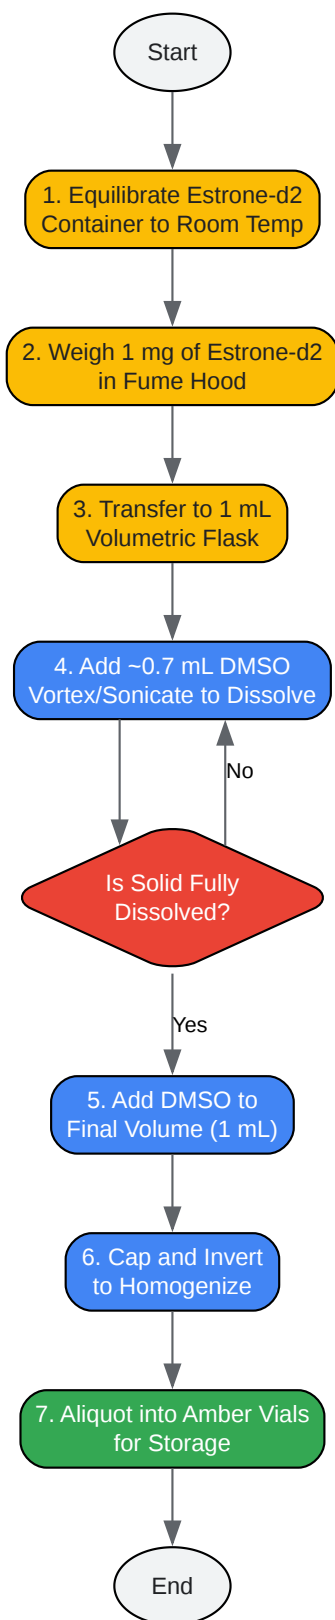 Start
1. Equilibrate Estrone-d2
Container to Room Temp
2. Weigh 1 mg of Estrone-d2
in Fume Hood
3. Transfer to 1 mL
Volumetric Flask
4. Add ~0.7 mL DMSO
Vortex/Sonicate to Dissolve
No
Is Solid Fully
Dissolved?
Yes
5. Add DMSO to
Final Volume (1 mL)
6. Cap and Invert
to Homogenize
7. Aliquot into Amber Vials
for Storage
End